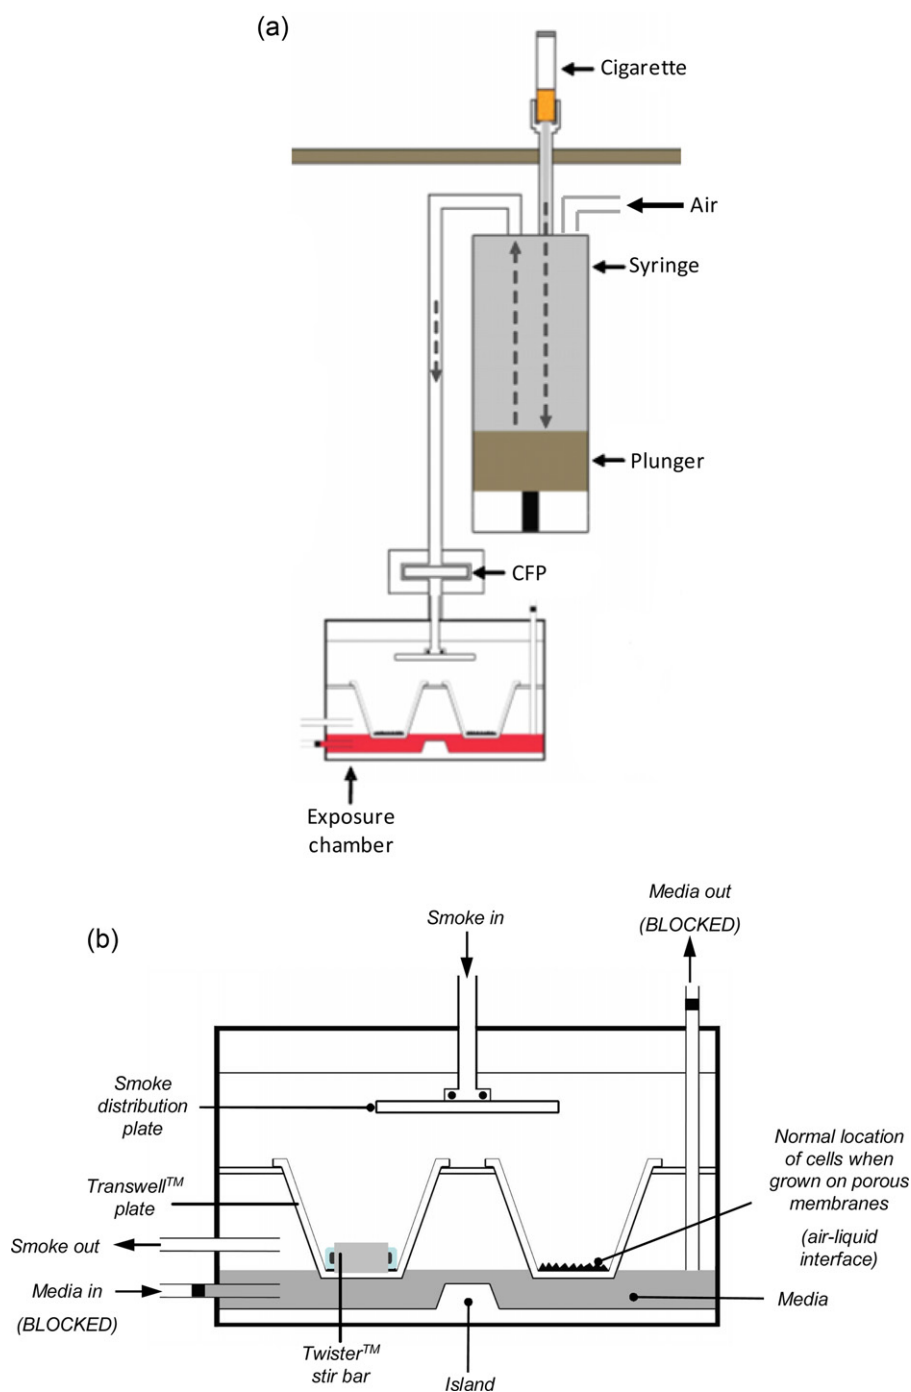 (a)
Cigarette
Air
Syringe
Plunger
CFP
Exposure
chamber
(b)
Smoke in
Media out
(BLOCKED)
Smoke
distribution
plate
Normal location
of cells when
grown on porous
membranes
(air-liquid
interface)
Transwell™
plate
Smoke out
Media in
(BLOCKED)
Media
Twister™
stir bar
Island